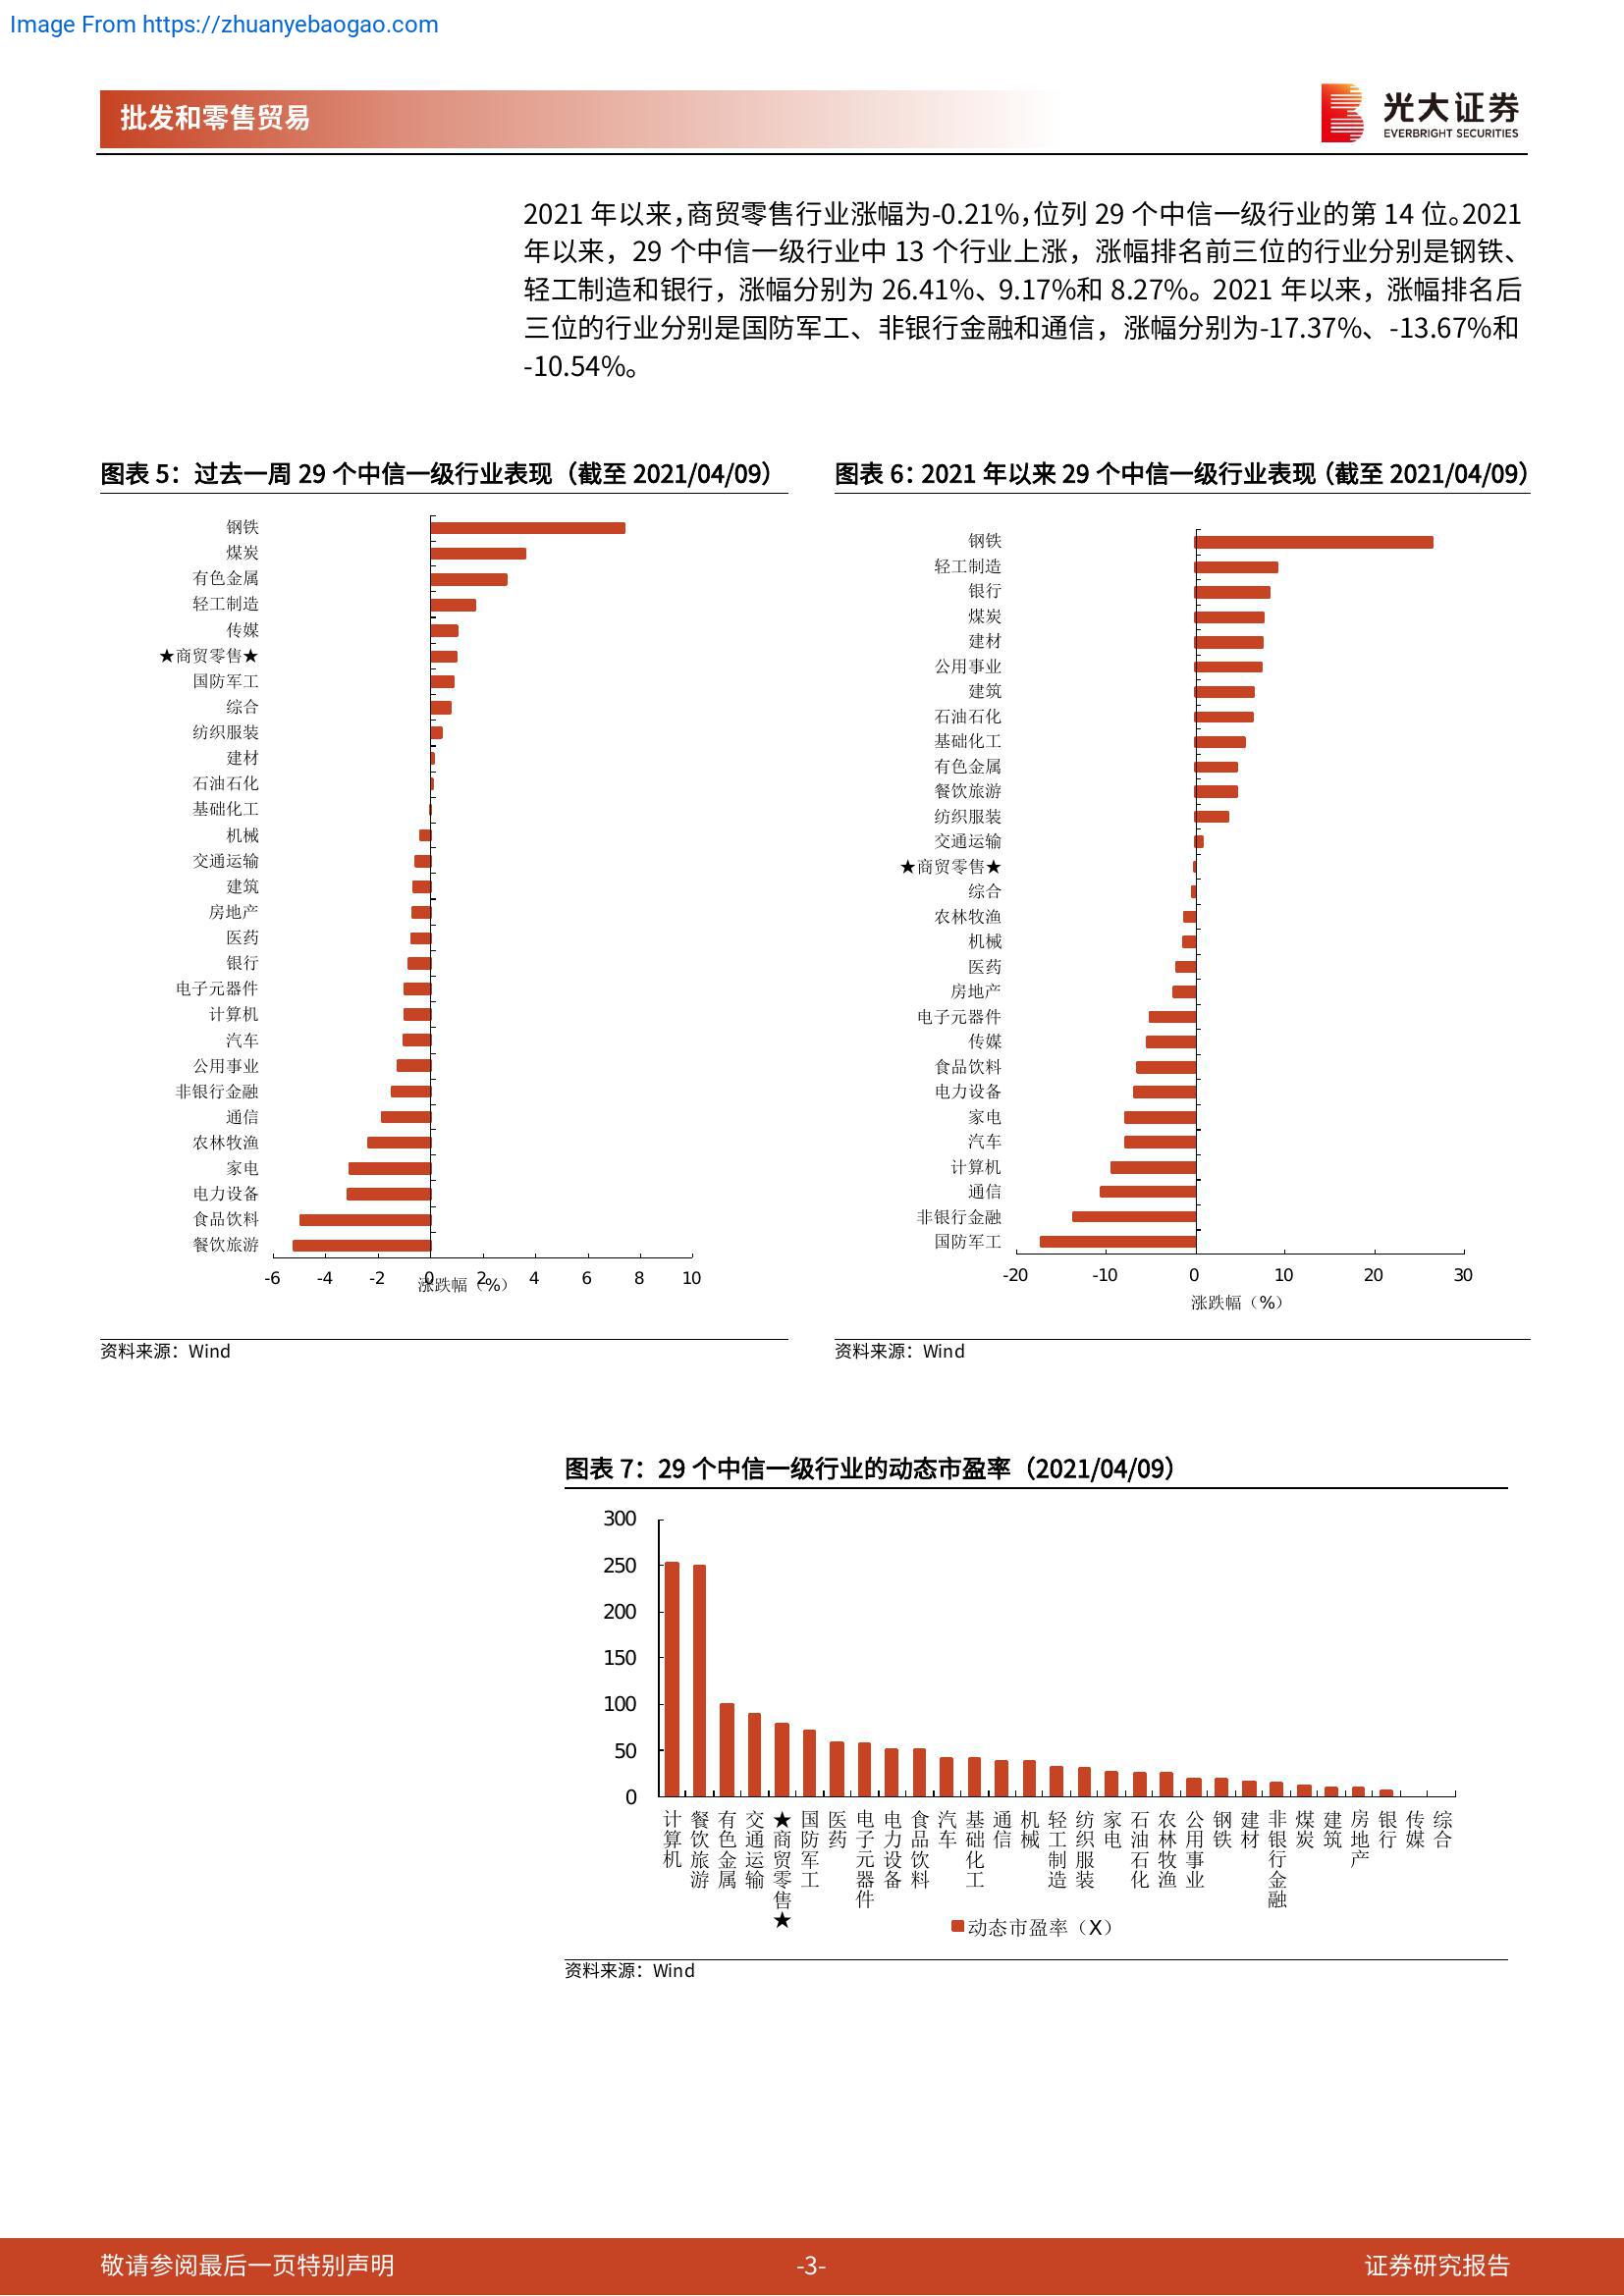 Image From https://zhuanyebaogao.com
批发和零售贸易
光大证券
EVERBRIGHT SECURITIES
2021 年以来，商贸零售行业涨幅为-0.21%，位列 29 个中信一级行业的第 14 位。2021
年以来，29 个中信一级行业中 13 个行业上涨，涨幅排名前三位的行业分别是钢铁、
轻工制造和银行，涨幅分别为 26.41%、9.17%和 8.27%。2021 年以来，涨幅排名后
三位的行业分别是国防军工、非银行金融和通信，涨幅分别为-17.37%、-13.67%和
-10.54%。
图表 5：过去一周 29 个中信一级行业表现（截至 2021/04/09）
钢铁
煤炭
有色金属
轻工制造
传媒
★商贸零售★
国防军工
综合
纺织服装
建材
石油石化
基础化工
机械
交通运输
建筑
房地产
医药
银行
电子元器件
计算机
汽车
公用事业
非银行金融
通信
农林牧渔
家电
电力设备
食品饮料
餐饮旅游
-6 -4 -2 0 2 4 6 8 10
涨跌幅（%）
资料来源：Wind
图表 6：2021 年以来 29 个中信一级行业表现（截至 2021/04/09）
钢铁
轻工制造
银行
煤炭
建材
公用事业
建筑
石油石化
基础化工
有色金属
餐饮旅游
纺织服装
交通运输
★商贸零售★
综合
农林牧渔
机械
医药
房地产
电子元器件
传媒
食品饮料
电力设备
家电
汽车
计算机
通信
非银行金融
国防军工
-20 -10 0 10 20 30
涨跌幅（%）
资料来源：Wind
图表 7：29 个中信一级行业的动态市盈率（2021/04/09）
300
250
200
150
100
50
0
计算机
餐饮旅游
有色金属
交通运输
★商贸零售★
国防军工
医药
电子元器件
电力设备
食品饮料
汽车
基础化工
通信
机械
轻工制造
纺织服装
家电
石油石化
农林牧渔
公用事业
钢铁
建材
非银行金融
煤炭
建筑
房地产
银行
传媒
综合
动态市盈率（X）
资料来源：Wind
敬请参阅最后一页特别声明
-3-
证券研究报告